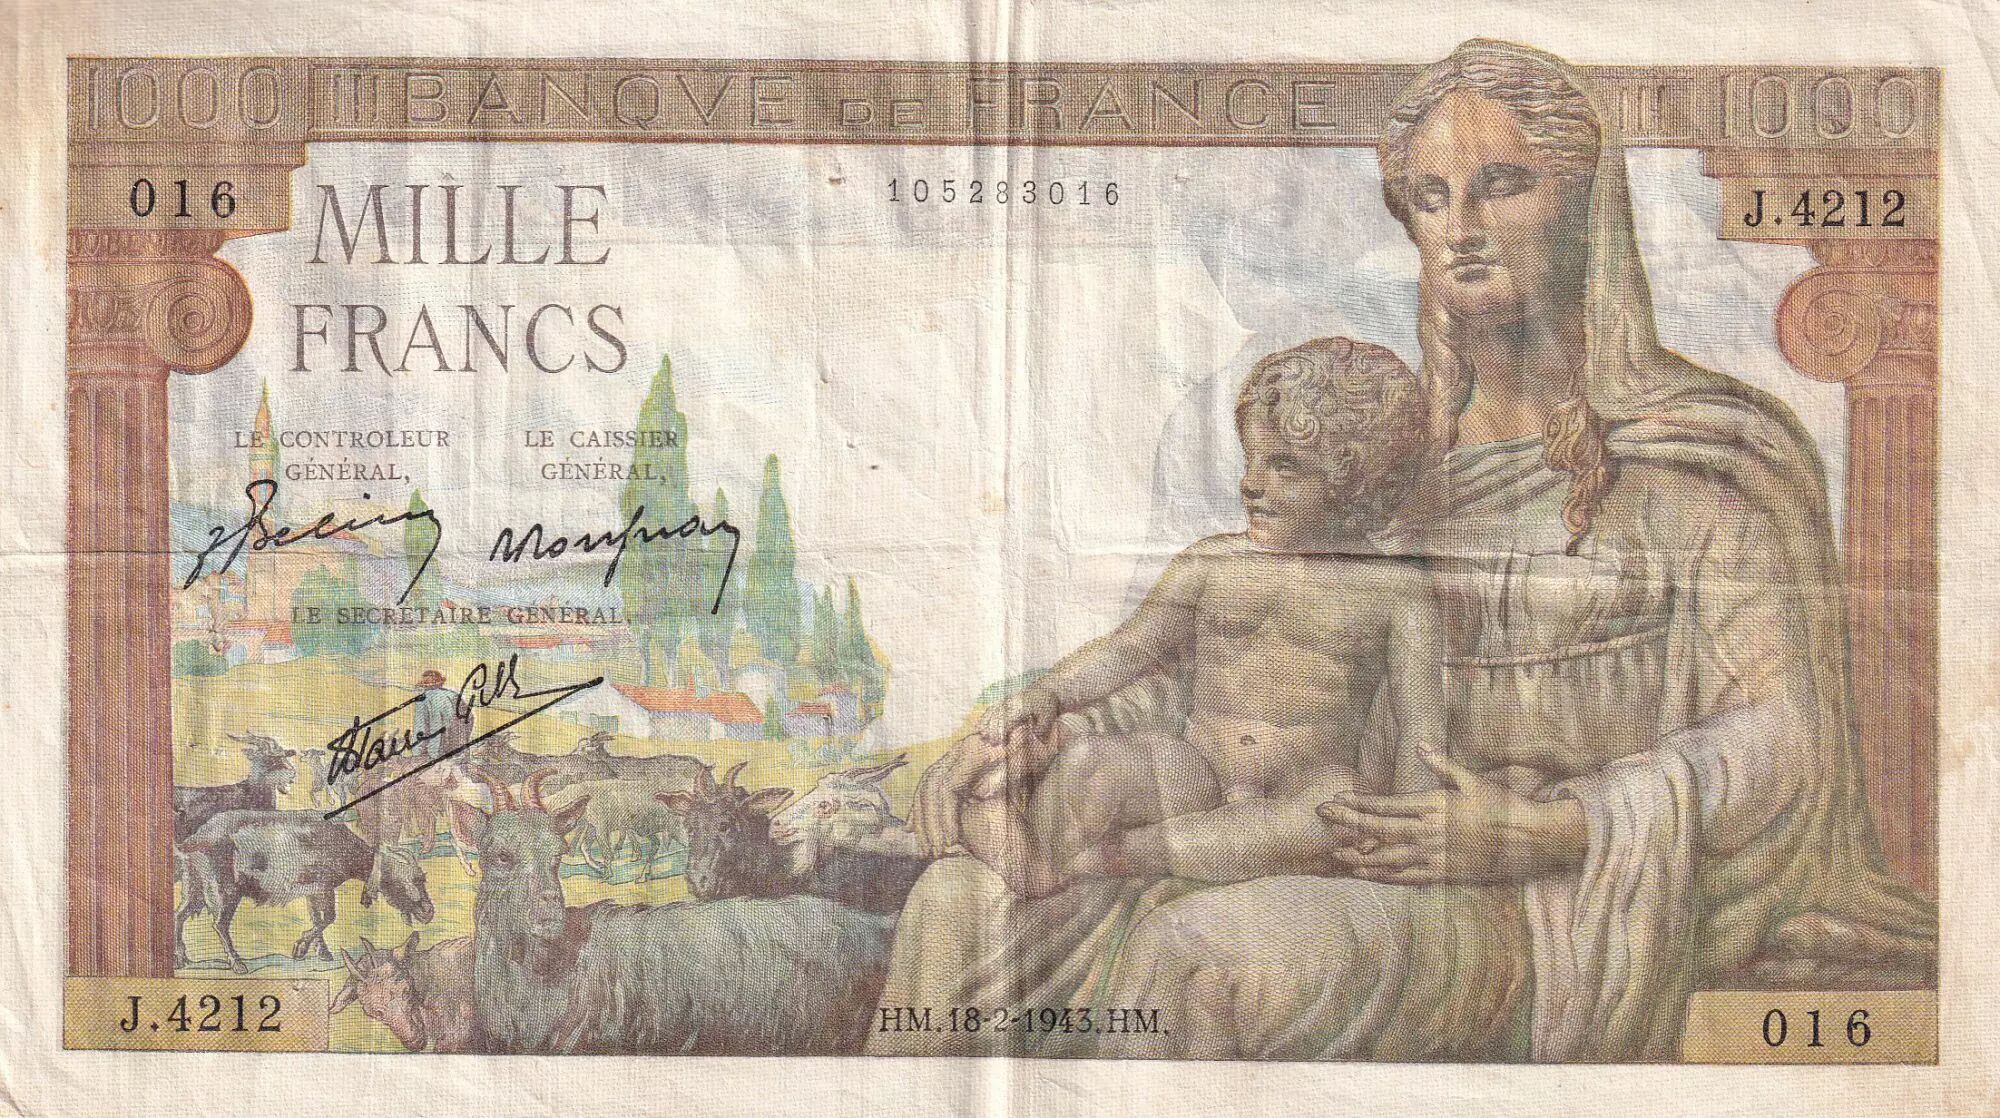 1000 BANQVE DE FRANCE 1000
016
MILLE
FRANCS
105283016
J.4212
LE CONTROLEUR
GÉNÉRAL,
LE CAISSIER
GÉNÉRAL,
LE SECRÉTAIRE GÉNÉRAL,
J.4212
HM.18-2-1943.HM.
016